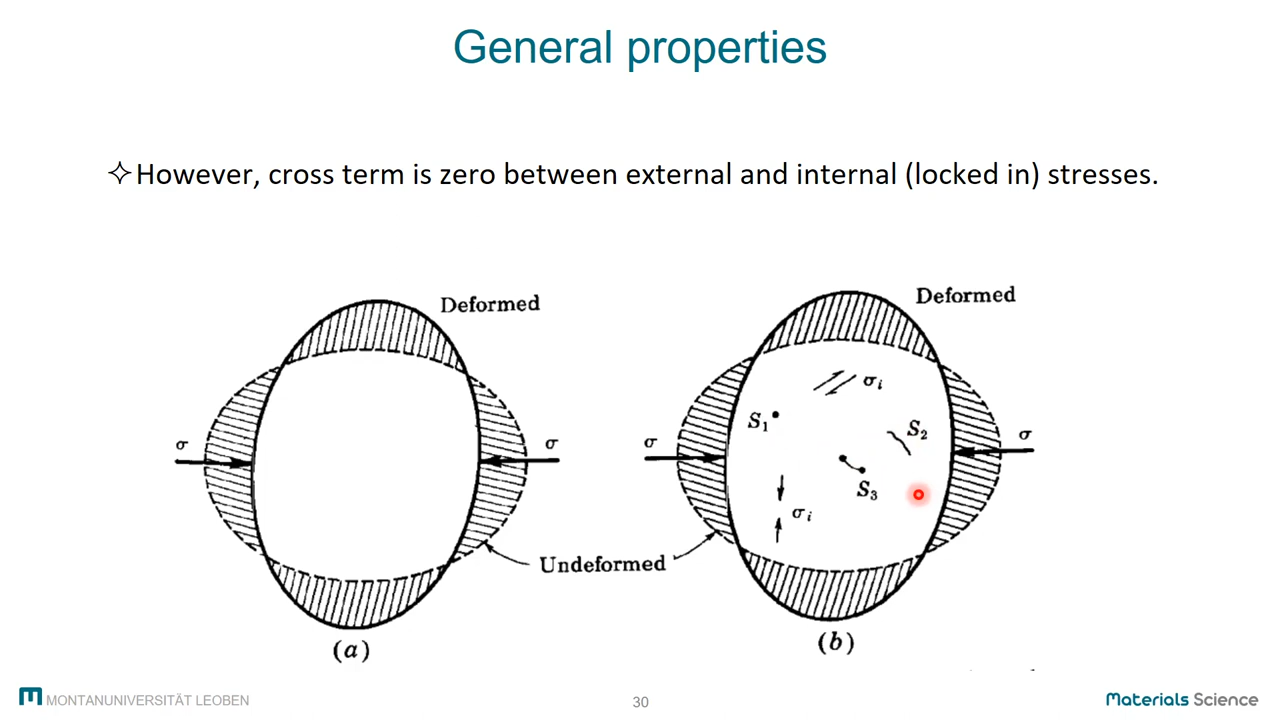 General properties
✧However, cross term is zero between external and internal (locked in) stresses.
Deformed
σ
σ
Undeformed
(a)
Deformed
σ
σ
σi
S1
S2
S3
σi
(b)
MONTANUNIVERSITÄT LEOBEN
30
Materials Science